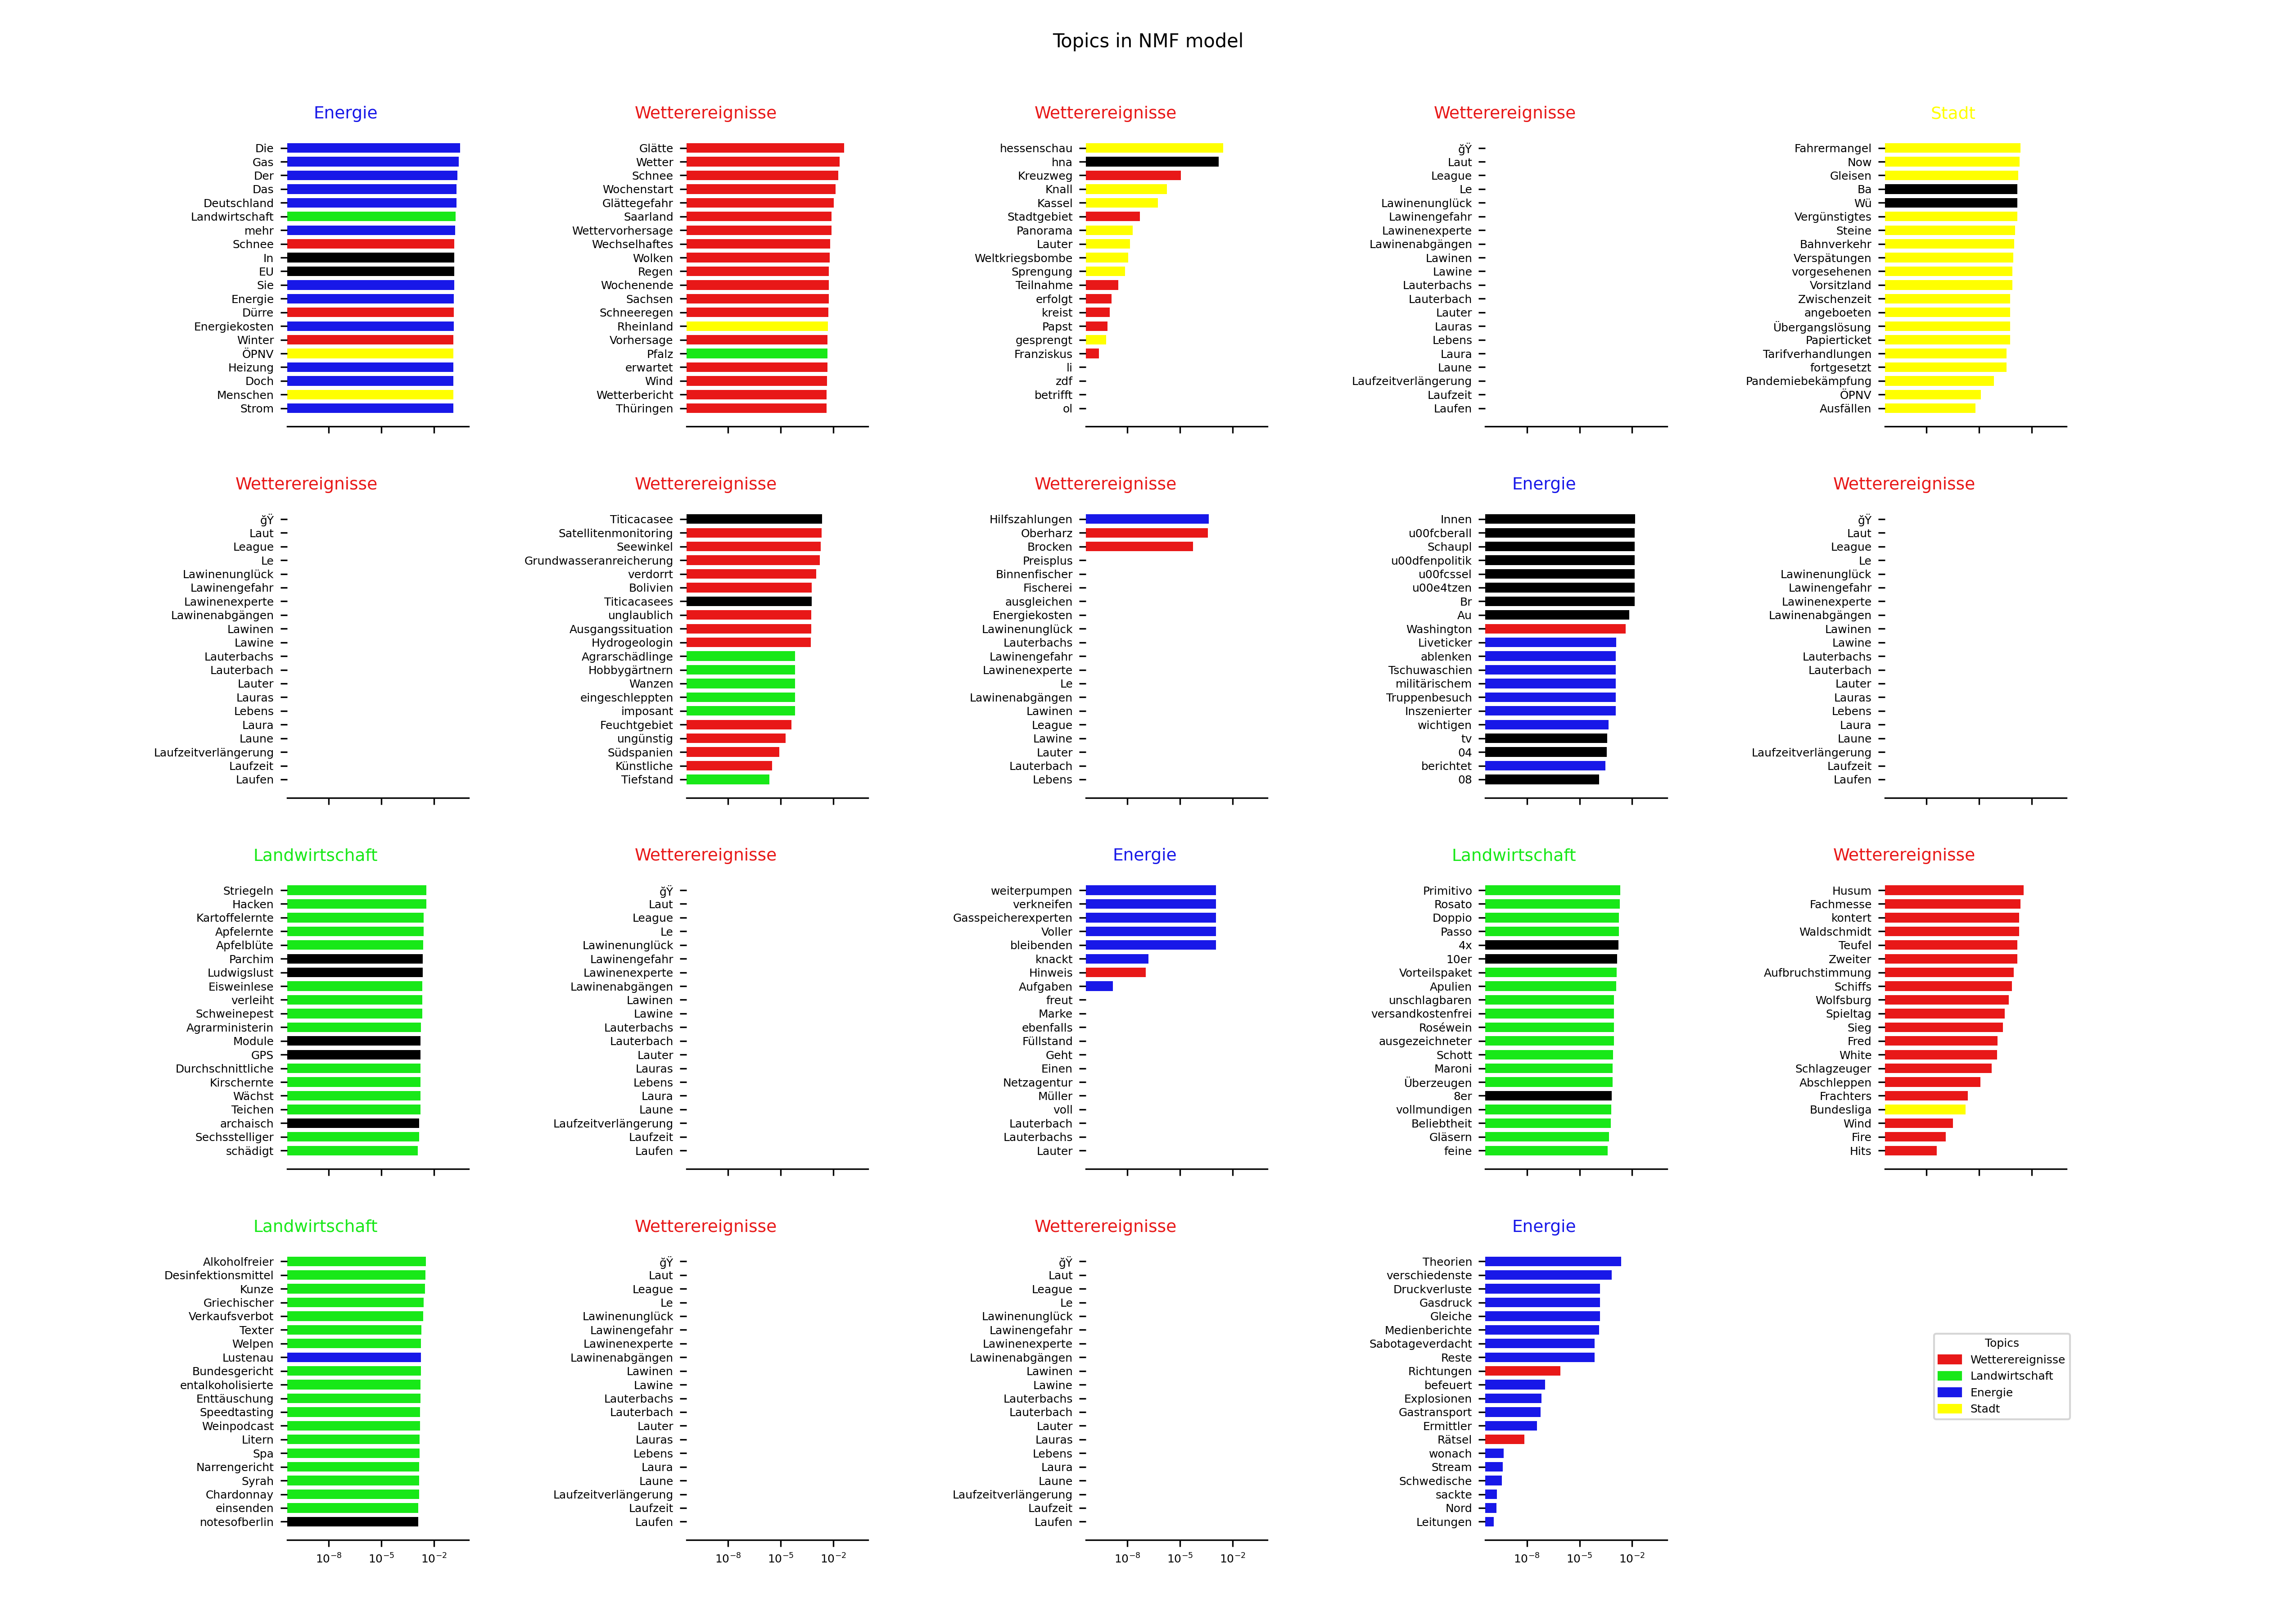 Topics in NMF model
Energie
Die
Gas
Der
Das
Deutschland
Landwirtschaft
mehr
Schnee
In
EU
Sie
Energie
Dürre
Energiekosten
Winter
ÖPNV
Heizung
Doch
Menschen
Strom
Wetterereignisse
Glätte
Wetter
Schnee
Wochenstart
Glättegefahr
Saarland
Wettervorhersage
Wechselhaftes
Wolken
Regen
Wochenende
Sachsen
Schneeregen
Rheinland
Vorhersage
Pfalz
erwartet
Wind
Wetterbericht
Thüringen
Wetterereignisse
hessenschau
hna
Kreuzweg
Knall
Kassel
Stadtgebiet
Panorama
Lauter
Weltkriegsbombe
Sprengung
Teilnahme
erfolgt
kreist
Papst
gesprengt
Franziskus
li
zdf
betrifft
ol
Wetterereignisse
ğŸ
Laut
League
Le
Lawinenunglück
Lawinengefahr
Lawinenexperte
Lawinenabgängen
Lawinen
Lawine
Lauterbachs
Lauterbach
Lauter
Lauras
Lebens
Laura
Laune
Laufzeitverlängerung
Laufzeit
Laufen
Stadt
Fahrermangel
Now
Gleisen
Ba
Wü
Vergünstigtes
Steine
Bahnverkehr
Verspätungen
vorgesehenen
Vorsitzland
Zwischenzeit
angeboten
Übergangslösung
Papierticket
Tarifverhandlungen
fortgesetzt
Pandemiebekämpfung
ÖPNV
Ausfällen
Wetterereignisse
ğŸ
Laut
League
Le
Lawinenunglück
Lawinengefahr
Lawinenexperte
Lawinenabgängen
Lawinen
Lawine
Lauterbachs
Lauterbach
Lauter
Lauras
Lebens
Laura
Laune
Laufzeitverlängerung
Laufzeit
Laufen
Wetterereignisse
Titicacasee
Satellitenmonitoring
Seewinkel
Grundwasseranreicherung
verdorrt
Bolivien
Titicacasees
unglaublich
Ausgangssituation
Hydrogeologin
Agrarschädlinge
Hobbygärtnern
Wanzen
eingeschleppten
imposant
Feuchtgebiet
ungünstig
Südspanien
Künstliche
Tiefstand
Wetterereignisse
Hilfszahlungen
Oberharz
Brocken
Preisplus
Binnenfischer
Fischerei
ausgleichen
Energiekosten
Lawinenunglück
Lauterbachs
Lawinengefahr
Lawinenexperte
Le
Lawinenabgängen
Lawinen
League
Lawine
Lauter
Lauterbach
Lebens
Energie
Innen
u00fcberall
Schaupl
u00dfenpolitik
u00fcssel
u00e4tzen
Br
Au
Washington
Liveticker
ablenken
Tschuwaschien
militärischem
Truppenbesuch
Inszenierter
wichtigen
tv
04
berichtet
08
Wetterereignisse
ğŸ
Laut
League
Le
Lawinenunglück
Lawinengefahr
Lawinenexperte
Lawinenabgängen
Lawinen
Lawine
Lauterbachs
Lauterbach
Lauter
Lauras
Lebens
Laura
Laune
Laufzeitverlängerung
Laufzeit
Laufen
Landwirtschaft
Striegeln
Hacken
Kartoffelernte
Apfelernte
Apfelblüte
Parchim
Ludwigslust
Eisweinlese
verleiht
Schweinepest
Agrarministerin
Module
GPS
Durchschnittliche
Kirschernte
Wächst
Teichen
archaisch
Sechsstelliger
schädigt
Wetterereignisse
ğŸ
Laut
League
Le
Lawinenunglück
Lawinengefahr
Lawinenexperte
Lawinenabgängen
Lawinen
Lawine
Lauterbachs
Lauterbach
Lauter
Lauras
Lebens
Laura
Laune
Laufzeitverlängerung
Laufzeit
Laufen
Energie
weiterpumpen
verkneifen
Gasspeicherexperten
Voller
bleibenden
knackt
Hinweis
Aufgaben
freut
Marke
ebenfalls
Füllstand
Geht
Einen
Netzagentur
Müller
voll
Lauterbach
Lauterbachs
Lauter
Landwirtschaft
Primitivo
Rosato
Doppio
Passo
4x
10er
Vorteilspaket
Apulien
unschlagbaren
versandkostenfrei
Roséwein
ausgezeichneter
Schott
Maroni
Überzeugen
8er
vollmundigen
Beliebtheit
Gläsern
feine
Wetterereignisse
Husum
Fachmesse
kontert
Waldschmidt
Teufel
Zweiter
Aufbruchstimmung
Schiffs
Wolfsburg
Spieltag
Sieg
Fred
White
Schlagzeuger
Abschleppen
Frachters
Bundesliga
Wind
Fire
Hits
Landwirtschaft
Alkoholfreier
Desinfektionsmittel
Kunze
Griechischer
Verkaufsverbot
Texter
Welpen
Lustenau
Bundesgericht
entalkoholisierte
Enttäuschung
Speedtasting
Weinpodcast
Litern
Spa
Narrengericht
Syrah
Chardonnay
einsenden
notesofberlin
10⁻⁸ 10⁻⁵ 10⁻²
Wetterereignisse
ğŸ
Laut
League
Le
Lawinenunglück
Lawinengefahr
Lawinenexperte
Lawinenabgängen
Lawinen
Lawine
Lauterbachs
Lauterbach
Lauter
Lauras
Lebens
Laura
Laune
Laufzeitverlängerung
Laufzeit
Laufen
10⁻⁸ 10⁻⁵ 10⁻²
Wetterereignisse
ğŸ
Laut
League
Le
Lawinenunglück
Lawinengefahr
Lawinenexperte
Lawinenabgängen
Lawinen
Lawine
Lauterbachs
Lauterbach
Lauter
Lauras
Lebens
Laura
Laune
Laufzeitverlängerung
Laufzeit
Laufen
10⁻⁸ 10⁻⁵ 10⁻²
Energie
Theorien
verschiedenste
Druckverluste
Gasdruck
Gleiche
Medienberichte
Sabotageverdacht
Reste
Richtungen
befeuert
Explosionen
Gastransport
Ermittler
Rätsel
wonach
Stream
Schwedische
sackte
Nord
Leitungen
10⁻⁸ 10⁻⁵ 10⁻²
Topics
Wetterereignisse
Landwirtschaft
Energie
Stadt